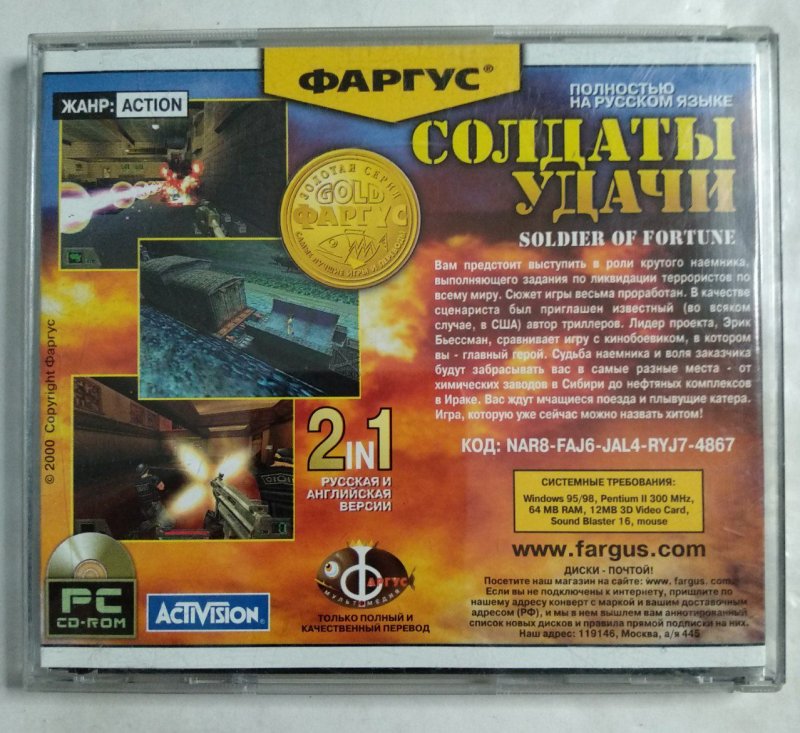 ФАРГУС®
ЖАНР: ACTION
ПОЛНОСТЬЮ
НА РУССКОМ ЯЗЫКЕ
СОЛДАТЫ
УДАЧИ
SOLDIER OF FORTUNE
ЗОЛОТАЯ СЕРИЯ
GOLD
ФАРГУС
САМЫЕ ЛУЧШИЕ ИГРЫ И ПЕРЕВОДЫ
Вам предстоит выступить в роли крутого наемника,
выполняющего задания по ликвидации террористов по
всему миру. Сюжет игры весьма проработан. В качестве
сценариста был приглашен известный (во всяком
случае, в США) автор триллеров. Лидер проекта, Эрик
Бьессман, сравнивает игру с кинобоевиком, в котором
вы - главный герой. Судьба наемника и воля заказчика
будут забрасывать вас в самые разные места - от
химических заводов в Сибири до нефтяных комплексов
в Ираке. Вас ждут мчащиеся поезда и плывущие катера.
Игра, которую уже сейчас можно назвать хитом!
КОД: NAR8-FAJ6-JAL4-RYJ7-4867
© 2000 Copyright Фаргус
2IN1
РУССКАЯ И
АНГЛИЙСКАЯ
ВЕРСИИ
СИСТЕМНЫЕ ТРЕБОВАНИЯ:
Windows 95/98, Pentium II 300 MHz,
64 MB RAM, 12MB 3D Video Card,
Sound Blaster 16, mouse
www.fargus.com
ДИСКИ - ПОЧТОЙ!
Посетите наш магазин на сайте: www. fargus. com
Если вы не подключены к интернету, пришлите по
нашему адресу конверт с маркой и вашим доставочным
адресом (РФ), и мы в нем вышлем вам аннотированный
список новых дисков и правила прямой подписки на них.
Наш адрес: 119146, Москва, а/я 445
PC
CD-ROM
ACTIVISION®
ФАРГУС
МУЛЬТИМЕДИА
ТОЛЬКО ПОЛНЫЙ И
КАЧЕСТВЕННЫЙ ПЕРЕВОД